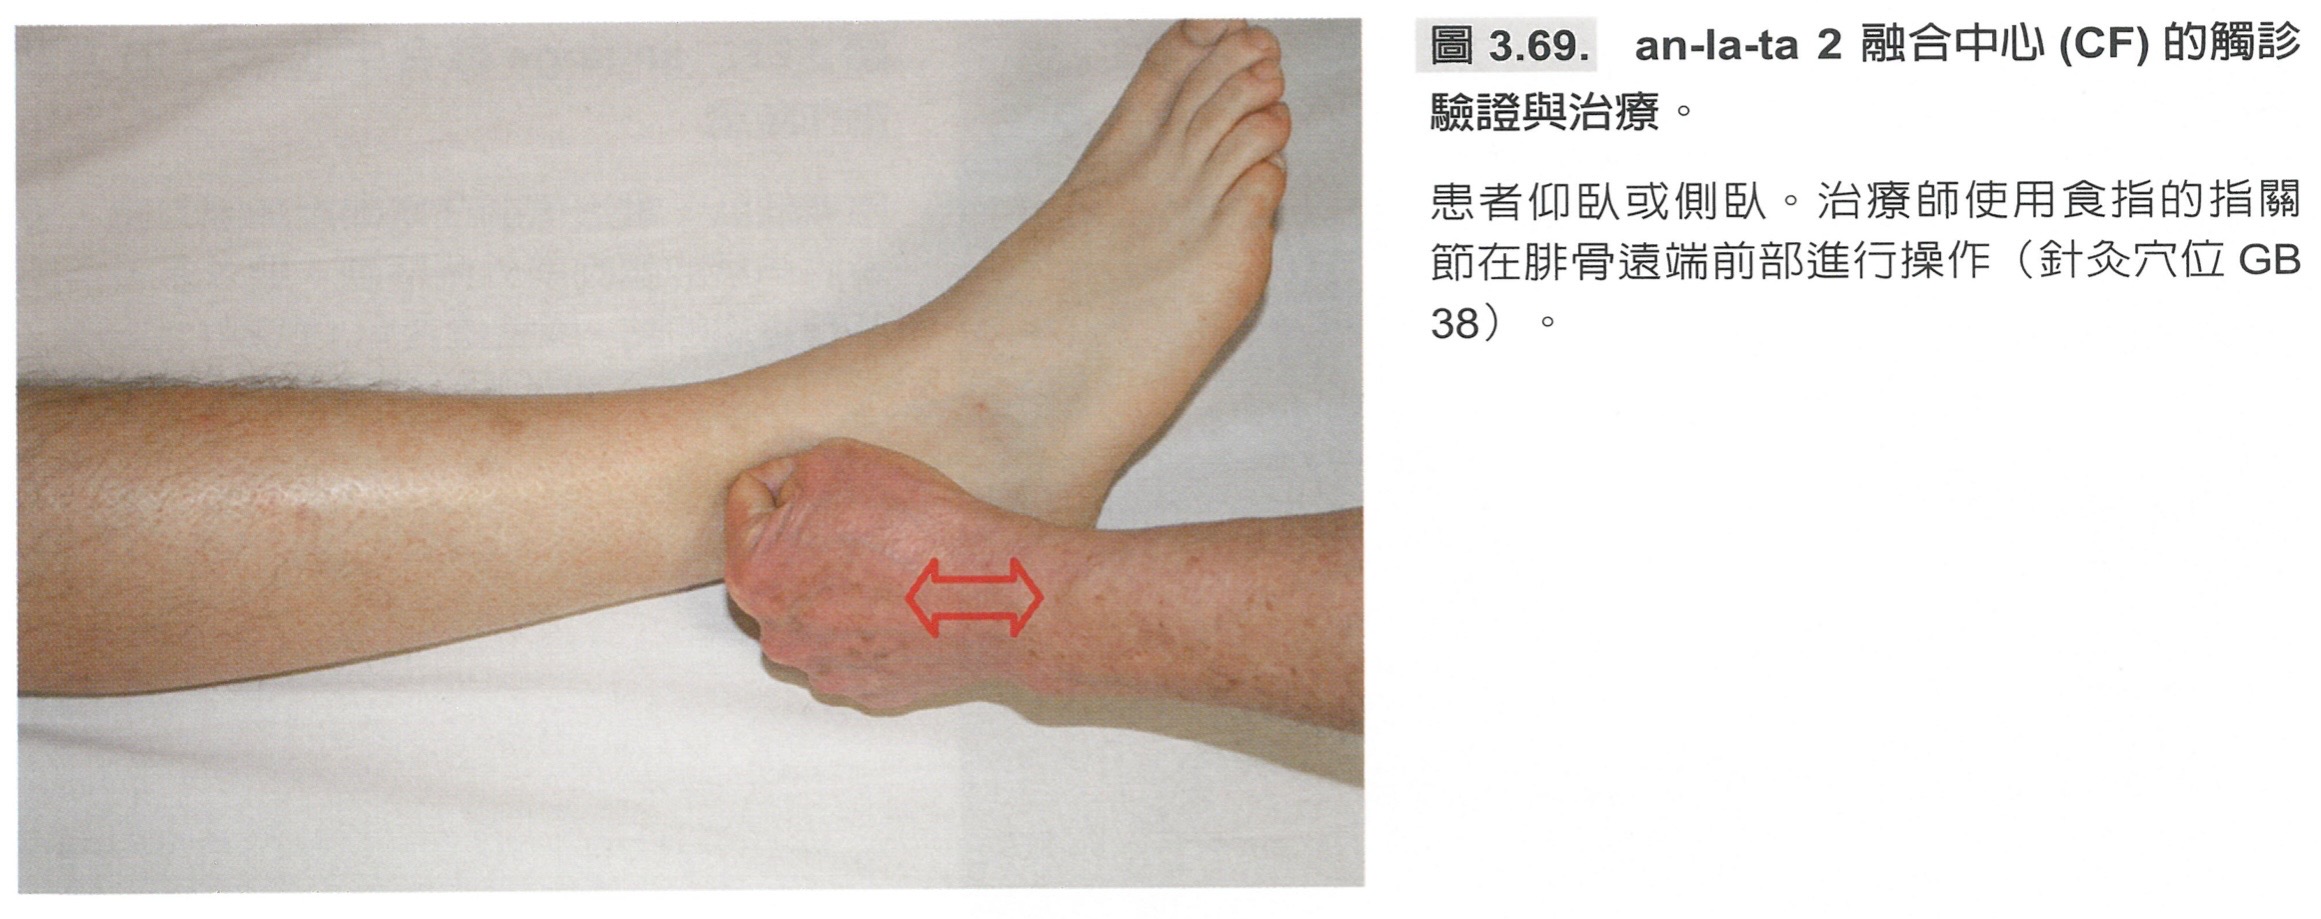 圖 3.69. an-la-ta 2 融合中心 (CF) 的觸診
驗證與治療。
患者仰臥或側臥。治療師使用食指的指關
節在腓骨遠端前部進行操作（針灸穴位 GB
38）。